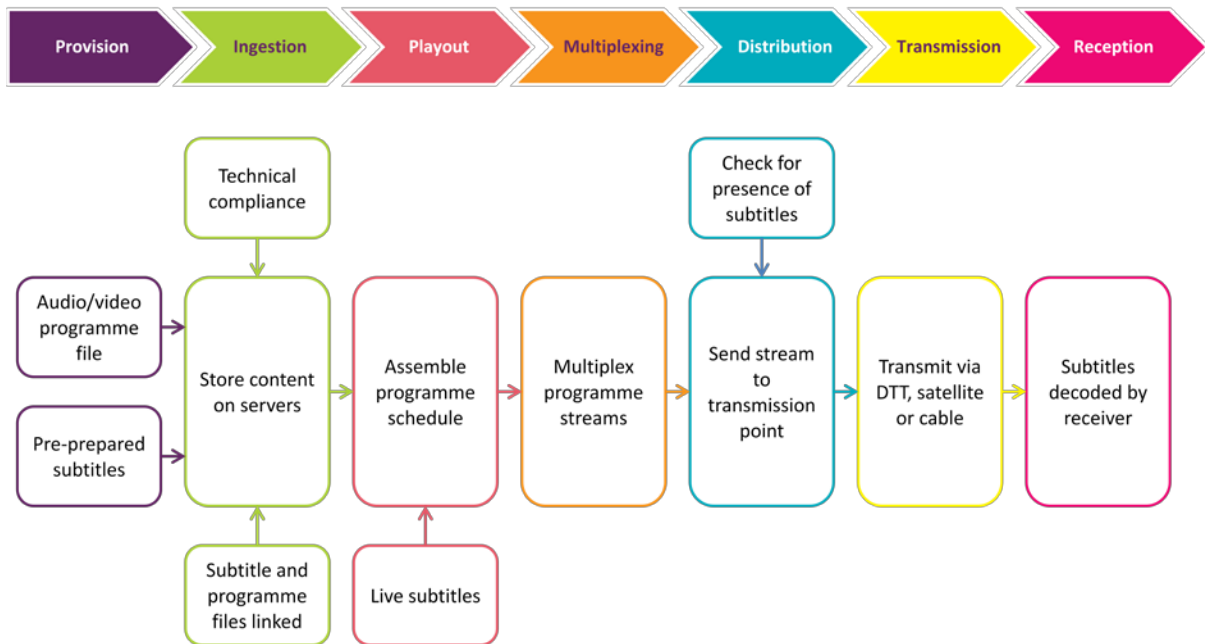 Provision
Ingestion
Playout
Multiplexing
Distribution
Transmission
Reception
Technical
compliance
Check for
presence of
subtitles
Audio/video
programme
file
Pre-prepared
subtitles
Store content
on servers
Assemble
programme
schedule
Multiplex
programme
streams
Send stream
to
transmission
point
Transmit via
DTT, satellite
or cable
Subtitles
decoded by
receiver
Subtitle and
programme
files linked
Live subtitles